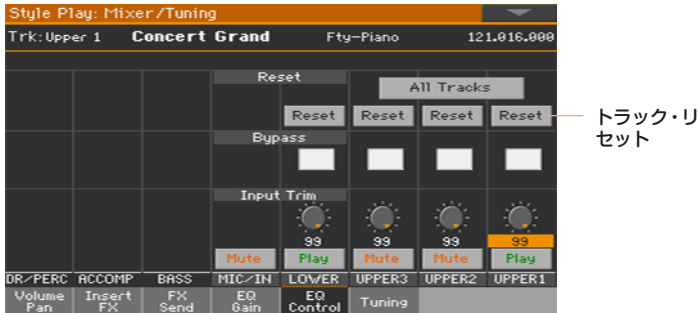 Style Play: Mixer/Tuning
Trk:Upper 1 Concert Grand Fty-Piano 121.016.000
Reset
All Tracks
Reset Reset Reset Reset
トラック・リ
セット
Bypass
Input Trim
99 99 99 99
Mute Play Mute Mute Play
DR/PERC ACCOMP BASS MIC/IN LOWER UPPER3 UPPER2 UPPER1
Volume Pan Insert FX FX Send EQ Gain EQ Control Tuning